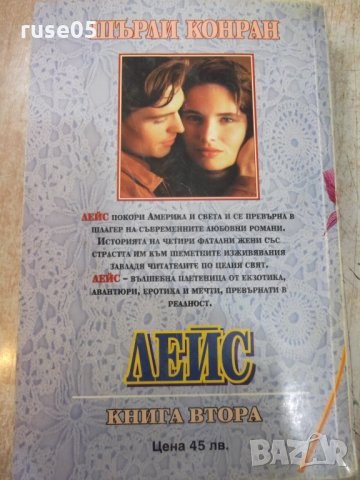 ruse05
ШЪРЛИ КОНРАН
ЛЕЙС ПОКОРИ АМЕРИКА И СВЕТА И СЕ ПРЕВЪРНА В
ШЛАГЕР НА СЪВРЕМЕННИТЕ ЛЮБОВНИ РОМАНИ.
ИСТОРИЯТА НА ЧЕТИРИ ФАТАЛНИ ЖЕНИ СЪС
СТРАСТТА ИМ КЪМ ШЕМЕТКИТЕ ИЗЖИВЯВАНИЯ
ЗАВЛАДЯ ЧИТАТЕЛИТЕ ПО ЦЕЛИЯ СВЯТ.
ЛЕЙС – ВЪЛШЕБНА ПЛЕТЕНИЦА ОТ ЕКЗОТИКА,
АВАНТЮРИ, ЕРОТИКА И МЕЧТИ, ПРЕВЪРНАТИ В
РЕАЛНОСТ.
ЛЕЙС
КНИГА ВТОРА
Цена 45 лв.
BAZAR